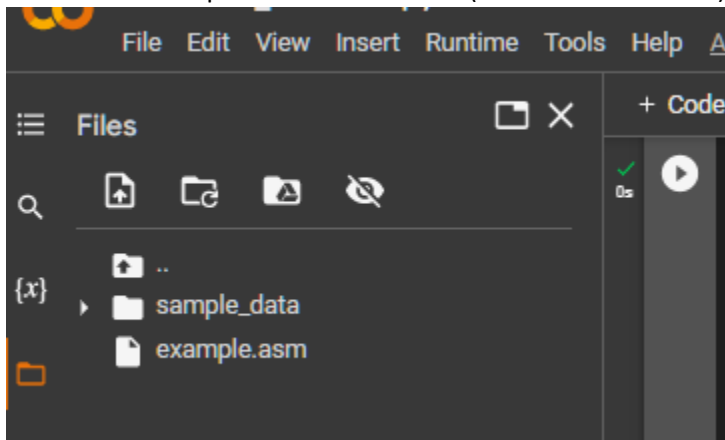 File Edit View Insert Runtime Tools Help
Files
+ Code
0s
{x}
..
sample_data
example.asm